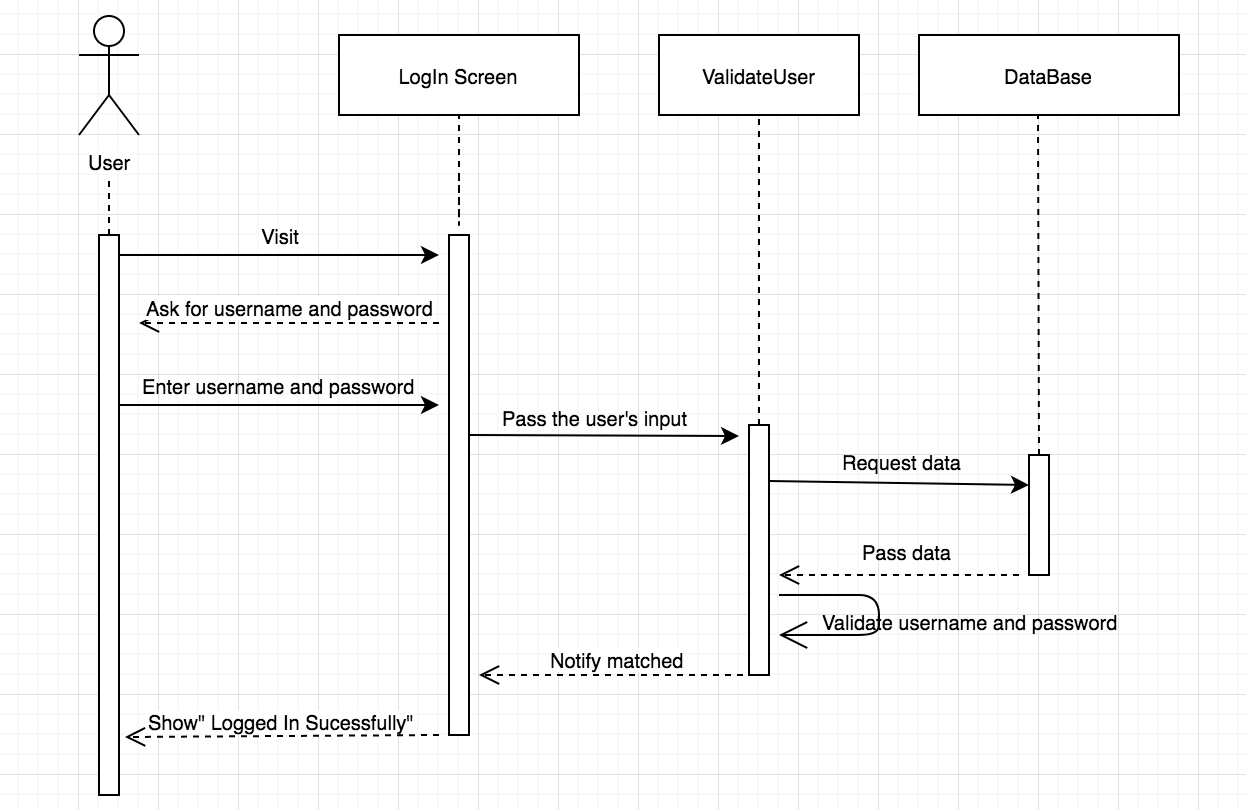 LogIn Screen
ValidateUser
DataBase
User
Visit
Ask for username and password
Enter username and password
Pass the user's input
Request data
Pass data
Validate username and password
Notify matched
Show" Logged In Sucessfully"